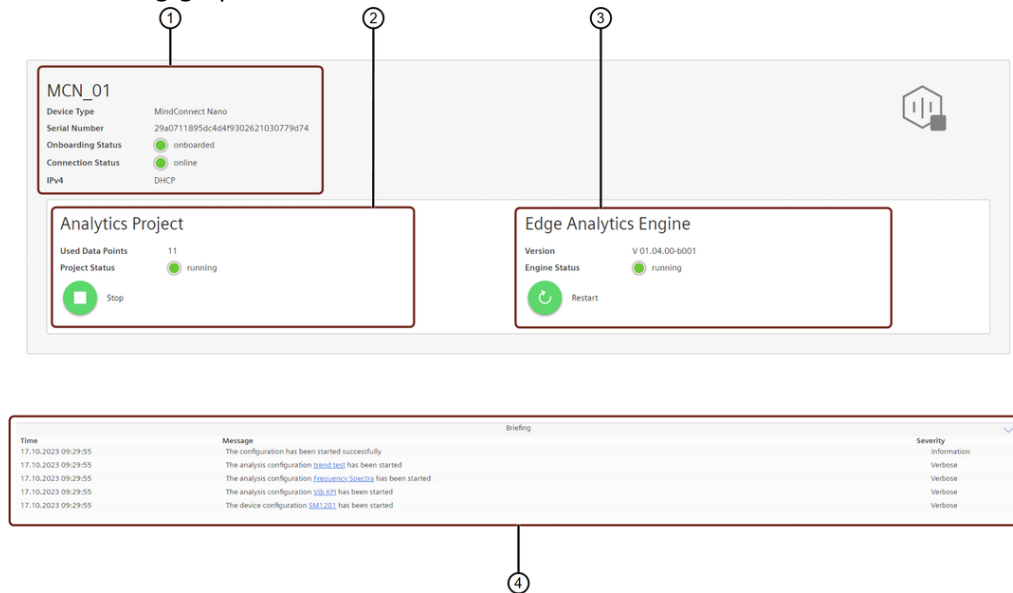 1
2
3
MCN_01
Device Type MindConnect Nano
Serial Number 29a0711895dc4d4f9302621030779d74
Onboarding Status onboarded
Connection Status online
IPv4 DHCP
Analytics Project
Used Data Points 11
Project Status running
Stop
Edge Analytics Engine
Version V 01.04.00-b001
Engine Status running
Restart
Briefing
Time Message Severity
17.10.2023 09:29:55 The configuration has been started successfully Information
17.10.2023 09:29:55 The analysis configuration trend test has been started Verbose
17.10.2023 09:29:55 The analysis configuration Frequency Spectra has been started Verbose
17.10.2023 09:29:55 The analysis configuration Vib KPI has been started Verbose
17.10.2023 09:29:55 The device configuration SM1281 has been started Verbose
4